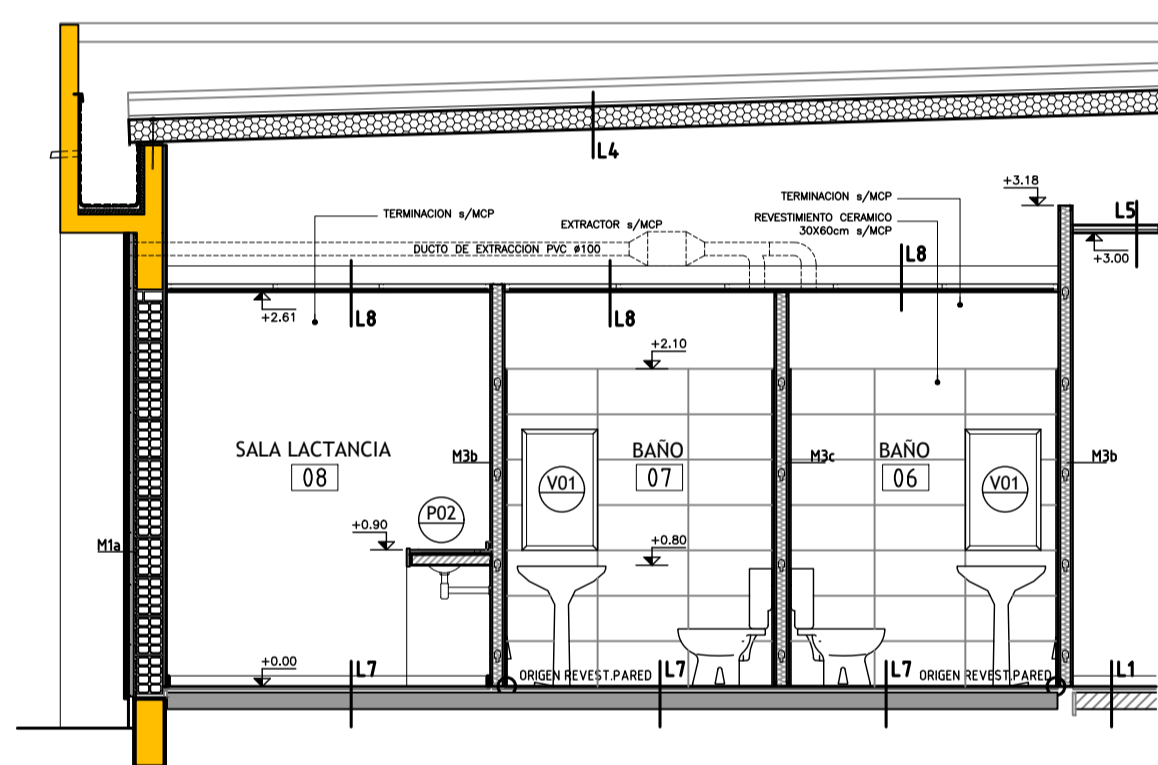 L4
+3.18
TERMINACION s/MCP
TERMINACION s/MCP
EXTRACTOR s/MCP
REVESTIMIENTO CERAMICO
30X60cm s/MCP
L5
DUCTO DE EXTRACCION PVC ø100
L8
+3.00
+2.61
L8
L8
+2.10
SALA LACTANCIA
08
M3b
BAÑO
07
M3c
BAÑO
06
M3b
V01
V01
P02
+0.90
+0.80
M1a
+0.00
L7
ORIGEN REVEST.PARED
L7
L7
ORIGEN REVEST.PARED
L1